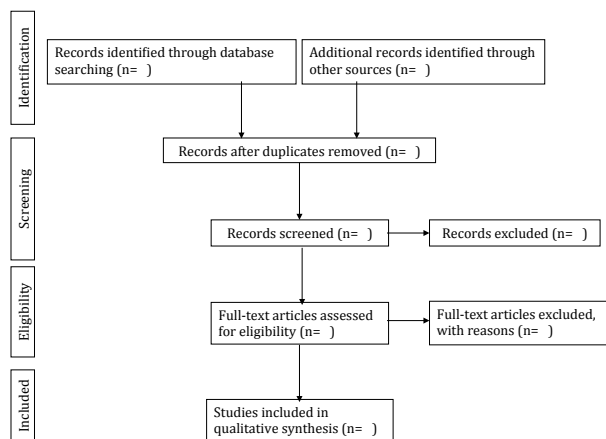 Identification
Records identified through database
searching (n=   )
Additional records identified through
other sources (n=   )
Screening
Records after duplicates removed (n=   )
Records screened (n=   )
Records excluded (n=   )
Eligibility
Full-text articles assessed
for eligibility (n=   )
Full-text articles excluded,
with reasons (n=   )
Included
Studies included in
qualitative synthesis (n=   )